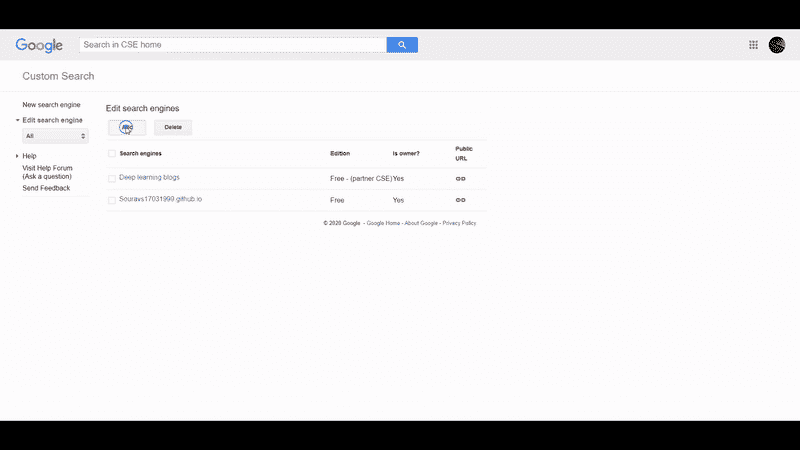 Google Search in CSE home
Custom Search
New search engine
Edit search engine
All
Help
Visit Help Forum
(Ask a question)
Send Feedback
Edit search engines
Add Delete
Search engines Edition Is owner? Public
URL
Deep learning blogs Free - (partner CSE) Yes
Souravs17031999.github.io Free Yes
© 2020 Google - Google Home - About Google - Privacy Policy